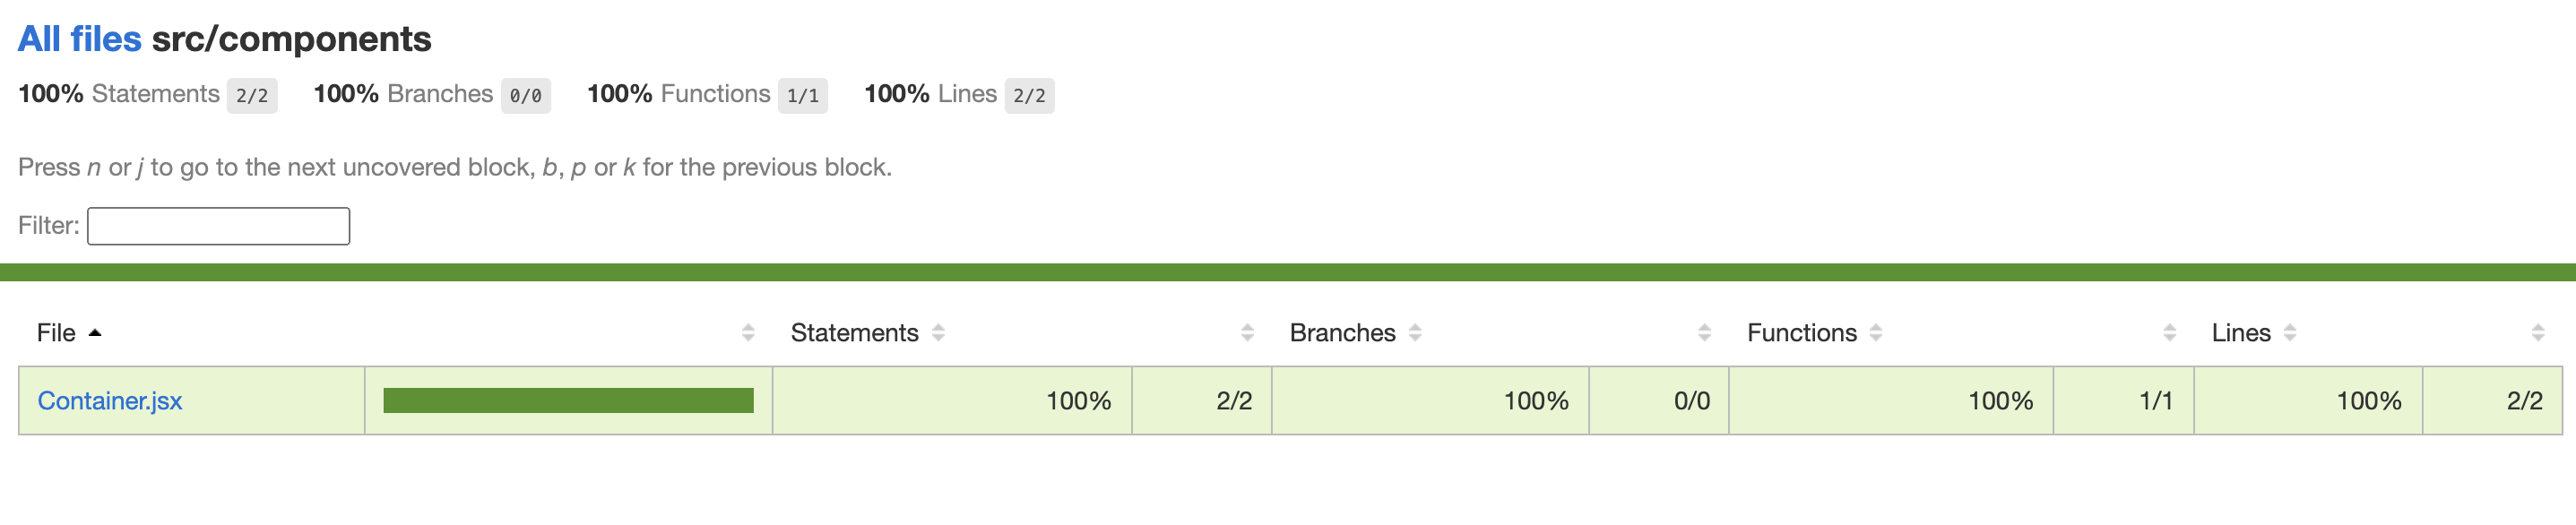 All files src/components
100% Statements 2/2 100% Branches 0/0 100% Functions 1/1 100% Lines 2/2
Press n or j to go to the next uncovered block, b, p or k for the previous block.
Filter:
File Statements Branches Functions Lines
Container.jsx 100% 2/2 100% 0/0 100% 1/1 100% 2/2